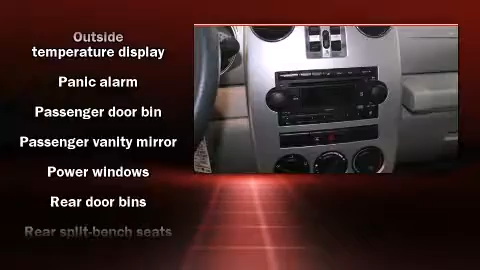 Outside
temperature display
Panic alarm
Passenger door bin
Passenger vanity mirror
Power windows
Rear door bins
Rear split-bench seats